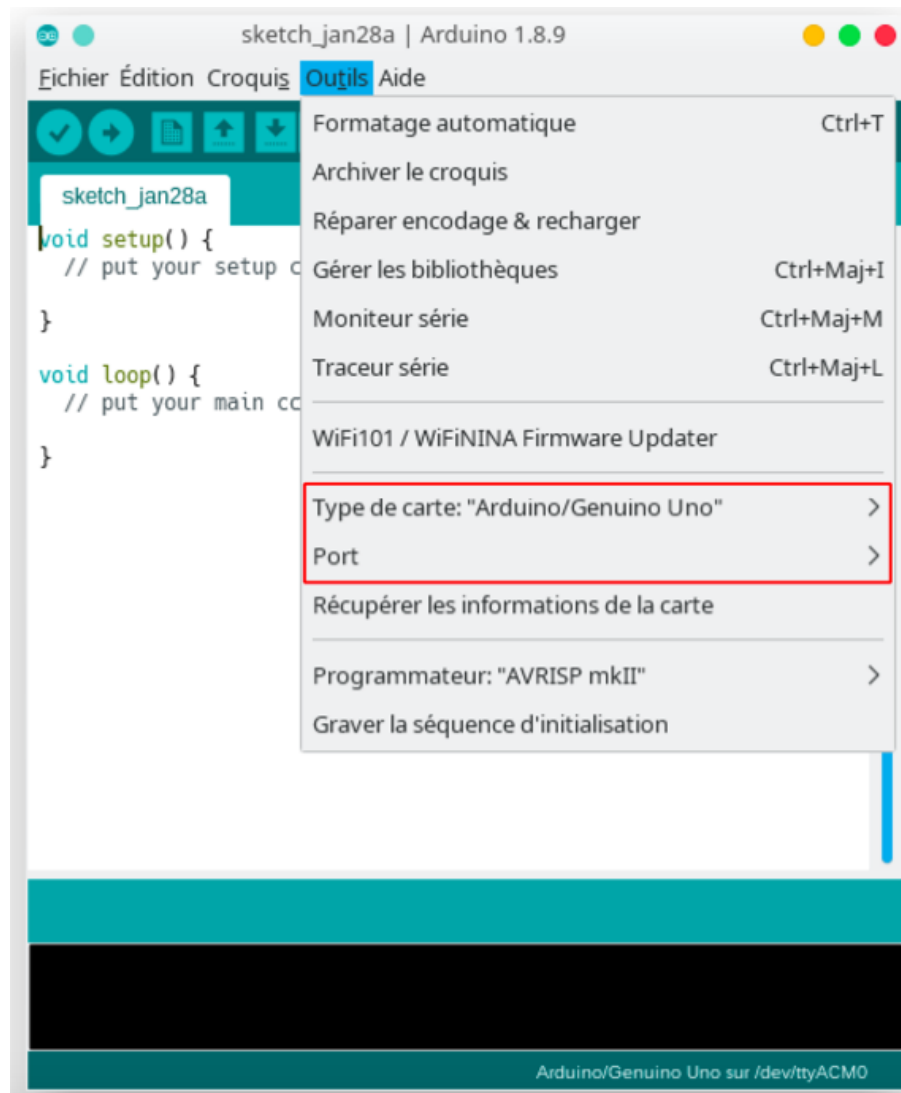 sketch_jan28a | Arduino 1.8.9
Fichier Édition Croquis Outils Aide
Formatage automatique Ctrl+T
Archiver le croquis
sketch_jan28a
Réparer encodage & recharger
void setup() {
// put your setup c
Gérer les bibliothèques Ctrl+Maj+I
}
Moniteur série Ctrl+Maj+M
void loop() {
Traceur série Ctrl+Maj+L
// put your main cc
WiFi101 / WiFiNINA Firmware Updater
}
Type de carte: "Arduino/Genuino Uno"
Port
Récupérer les informations de la carte
Programmateur: "AVRISP mkII"
Graver la séquence d'initialisation
Arduino/Genuino Uno sur /dev/ttyACM0